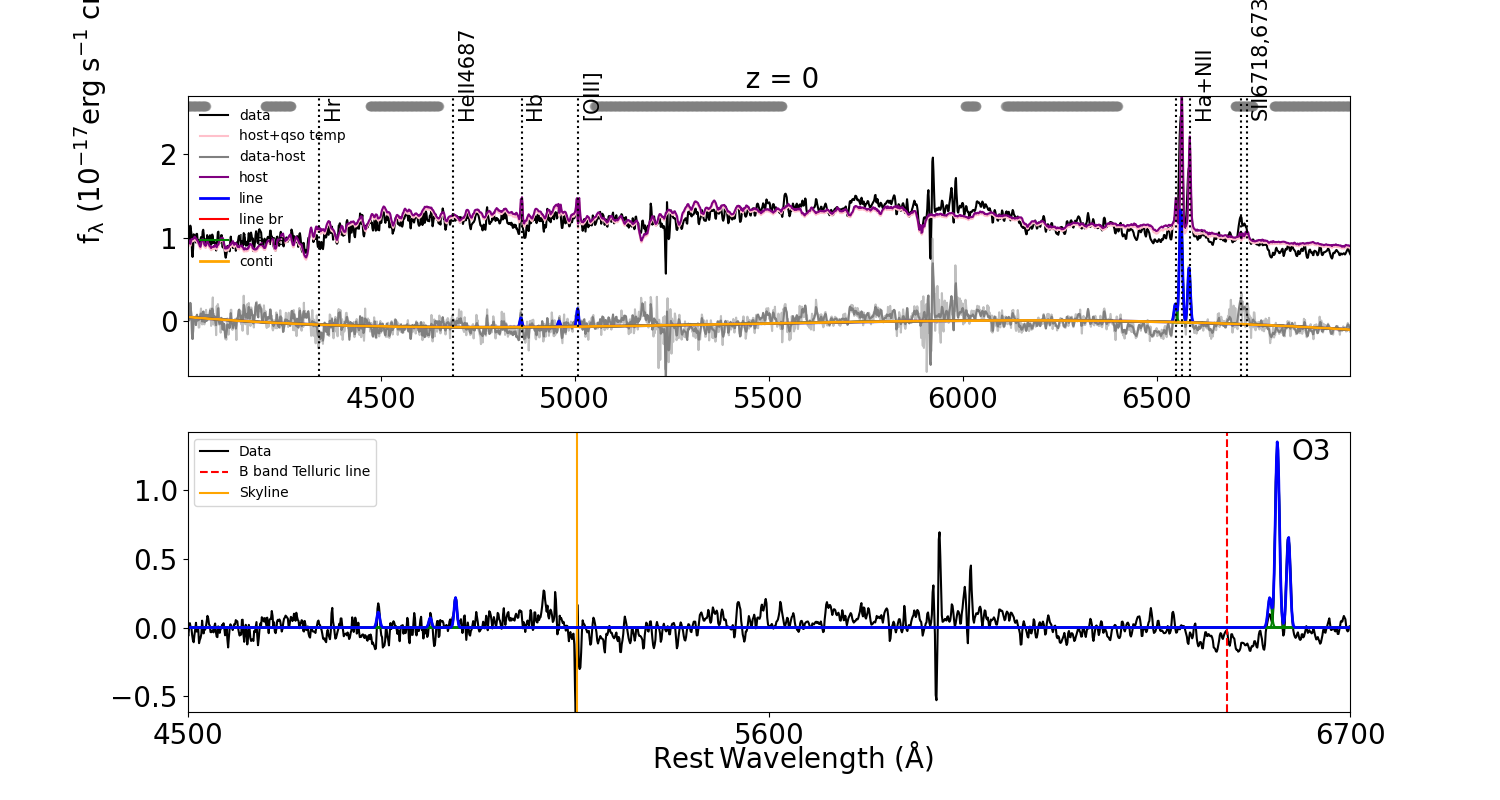 z = 0
f_λ (10^{-17} erg s^{-1} cm
Hr
HeII4687
Hb
[OIII]
Ha+NII
SII6718,673
data
host+qso temp
data-host
host
line
line br
conti
2
1
0
4500 5000 5500 6000 6500
Data
B band Telluric line
Skyline
O3
1.0
0.5
0.0
−0.5
4500 5600 6700
Rest Wavelength (Å)